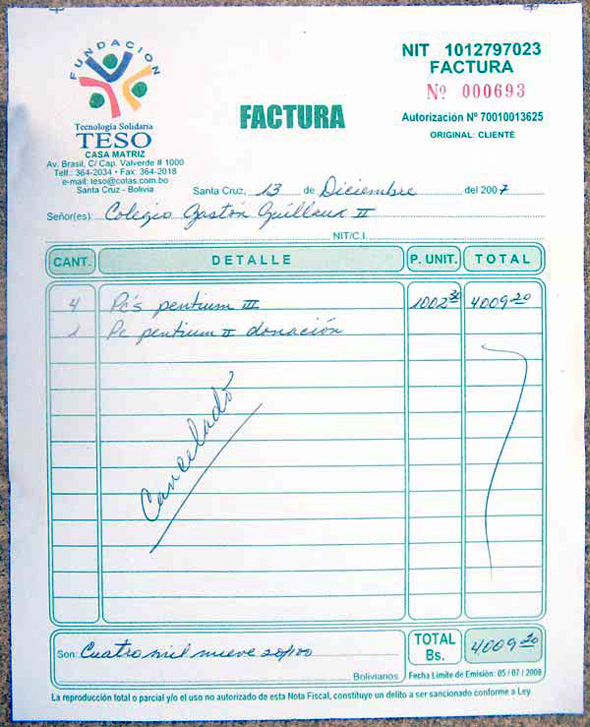 FUNDACION
Tecnología Solidaria
TESO
CASA MATRIZ
Av. Brasil, C/ Cap. Valverde # 1000
Telf.: 364-2034 • Fax: 364-2018
e-mail: teso@cotas.com.bo
Santa Cruz - Bolivia
FACTURA
NIT 1012797023
FACTURA
Nº 000693
Autorización Nº 70010013625
ORIGINAL: CLIENTE
Santa Cruz, 13 de Diciembre del 2007
Señor(es): Colegio Gastón Guillaux II
NIT/C.I.
CANT. DETALLE P. UNIT. TOTAL
4 Pc's pentium III 1002 30 4009 20
1 Pc pentium II donación
Cancelado
Son: Cuatro mil nueve 20/100 Bolivianos
TOTAL Bs. 4009 20
Fecha Limite de Emisión: 05 / 07 / 2008
La reproducción total o parcial y/o el uso no autorizado de esta Nota Fiscal, constituye un delito a ser sancionado conforme a Ley